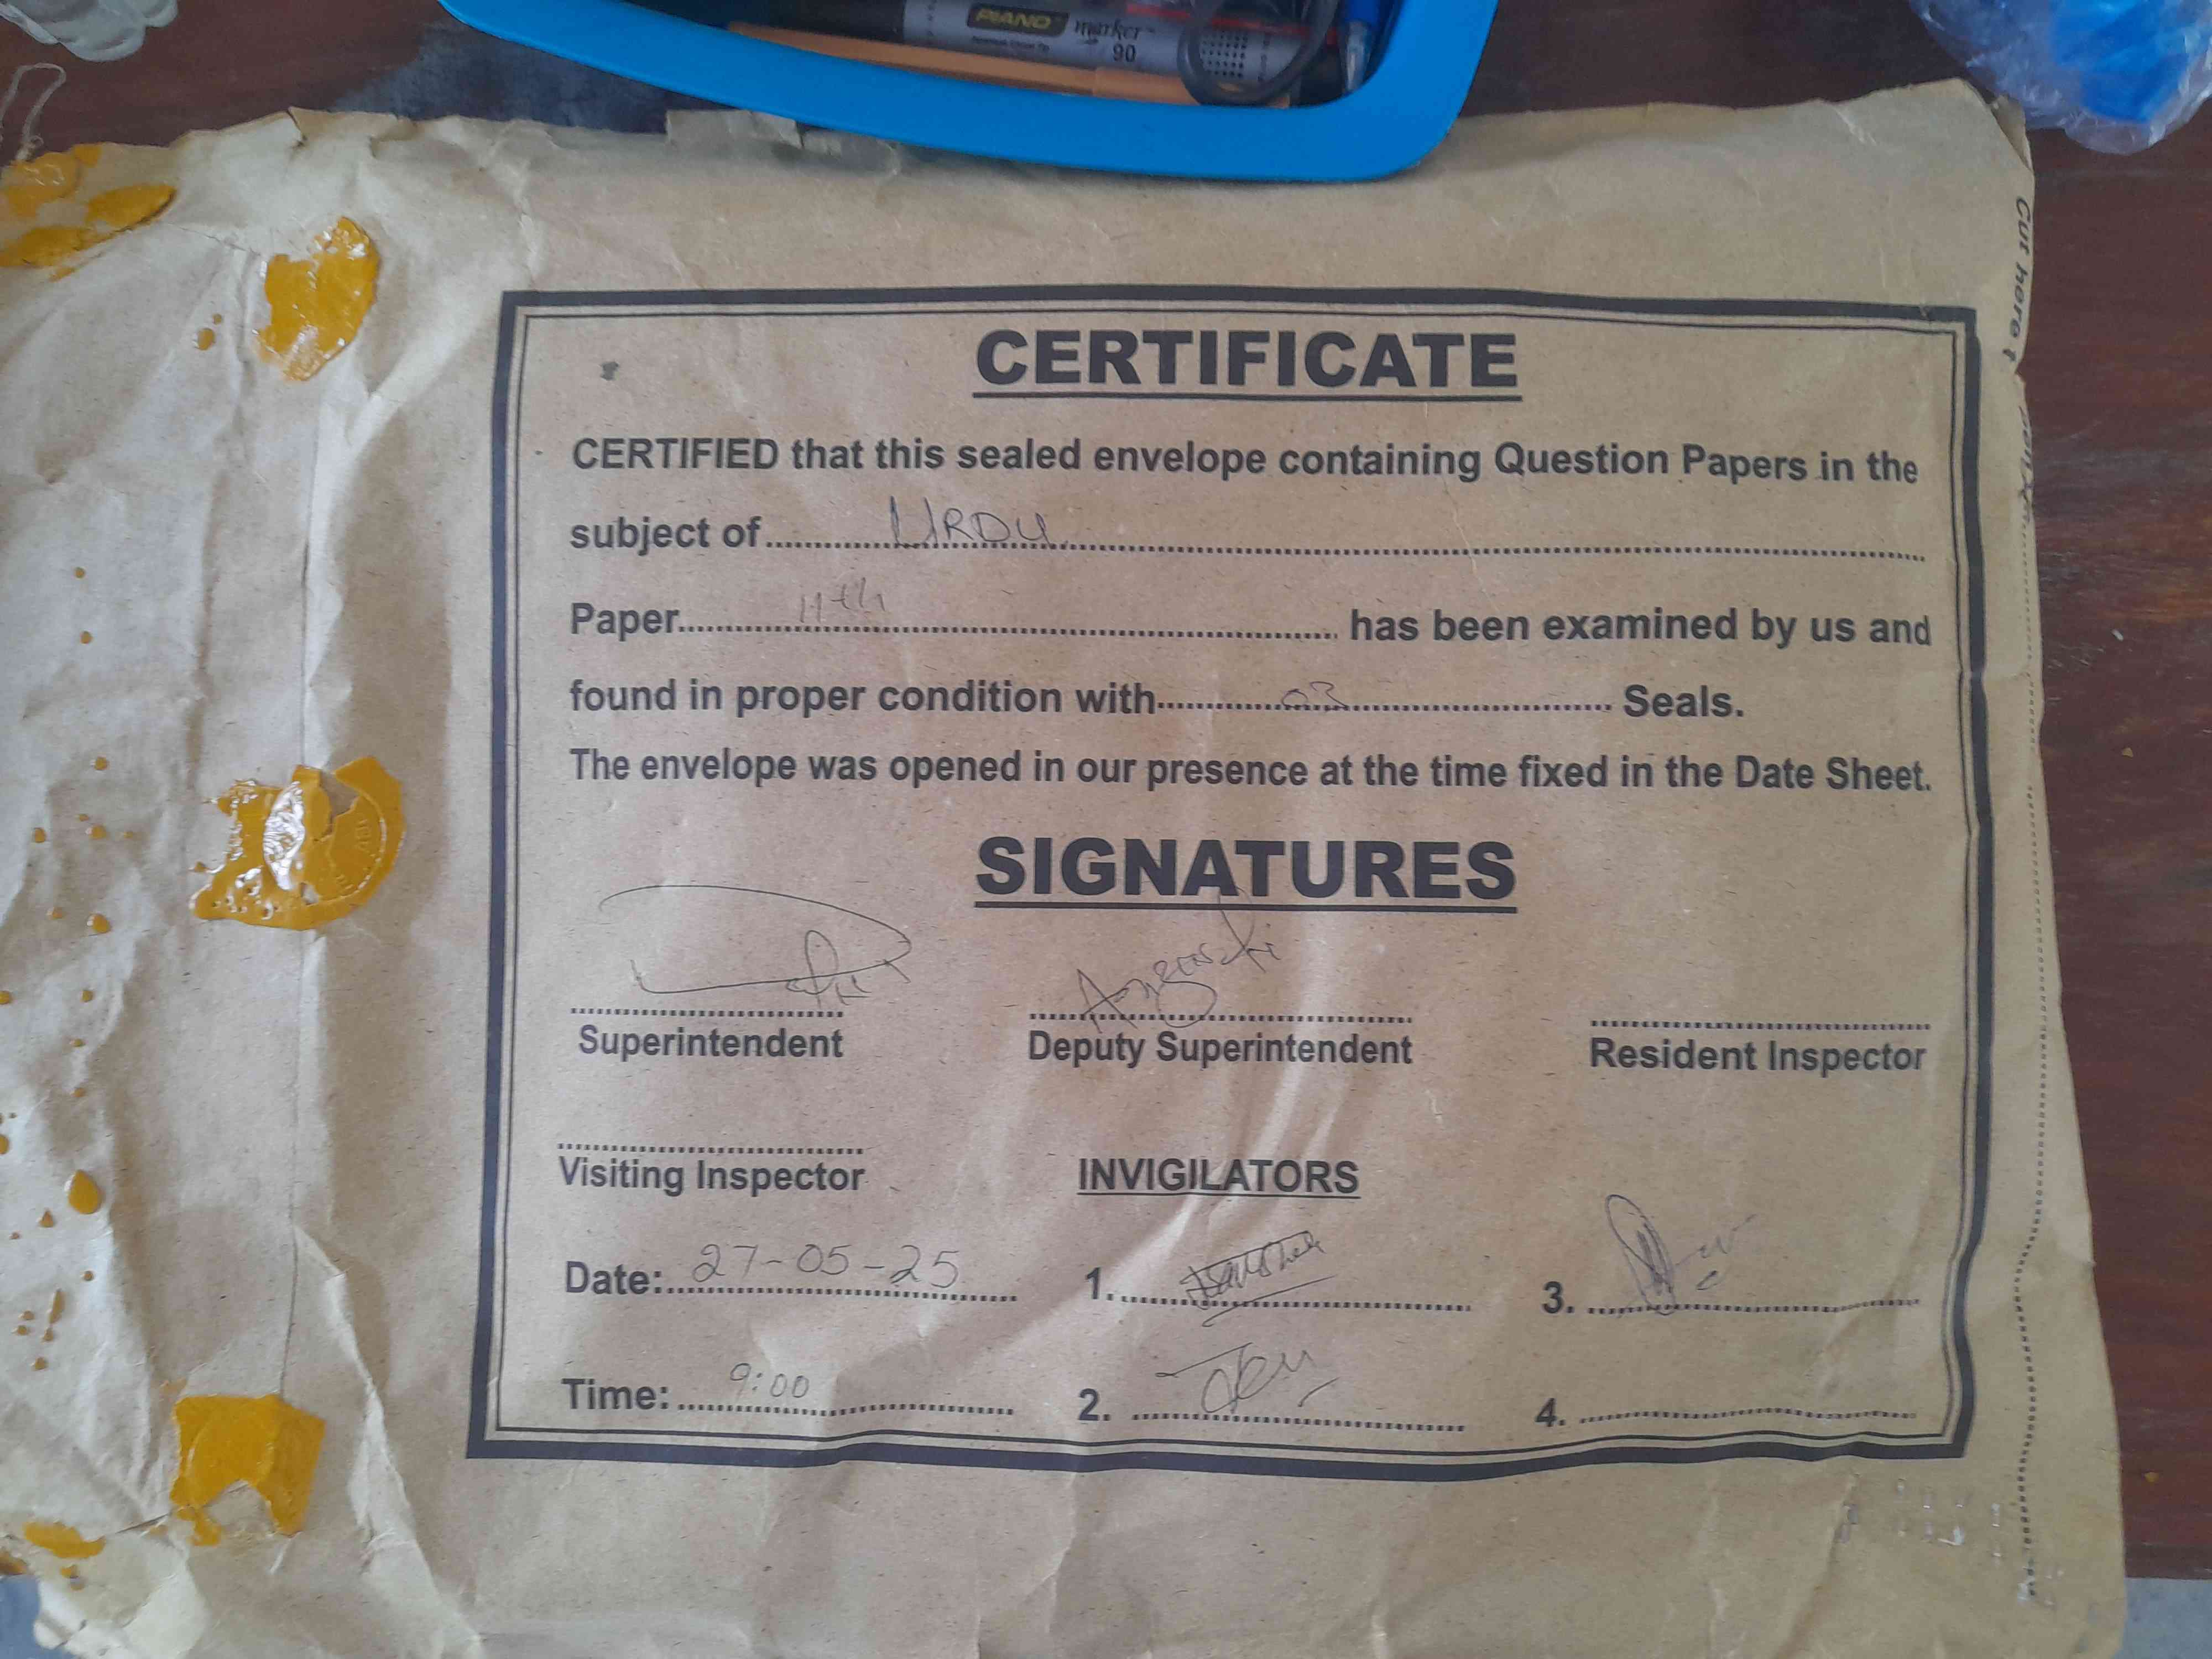 PIANO marker
90
Cut here
CERTIFICATE
CERTIFIED that this sealed envelope containing Question Papers in the
subject of..........URDU..........
Paper..........11th.......... has been examined by us and
found in proper condition with..........03.......... Seals.
The envelope was opened in our presence at the time fixed in the Date Sheet.
SIGNATURES
Superintendent Deputy Superintendent Resident Inspector
Visiting Inspector INVIGILATORS
Date:..27-05-25.. 1. 3.
Time:..9:00.. 2. 4.